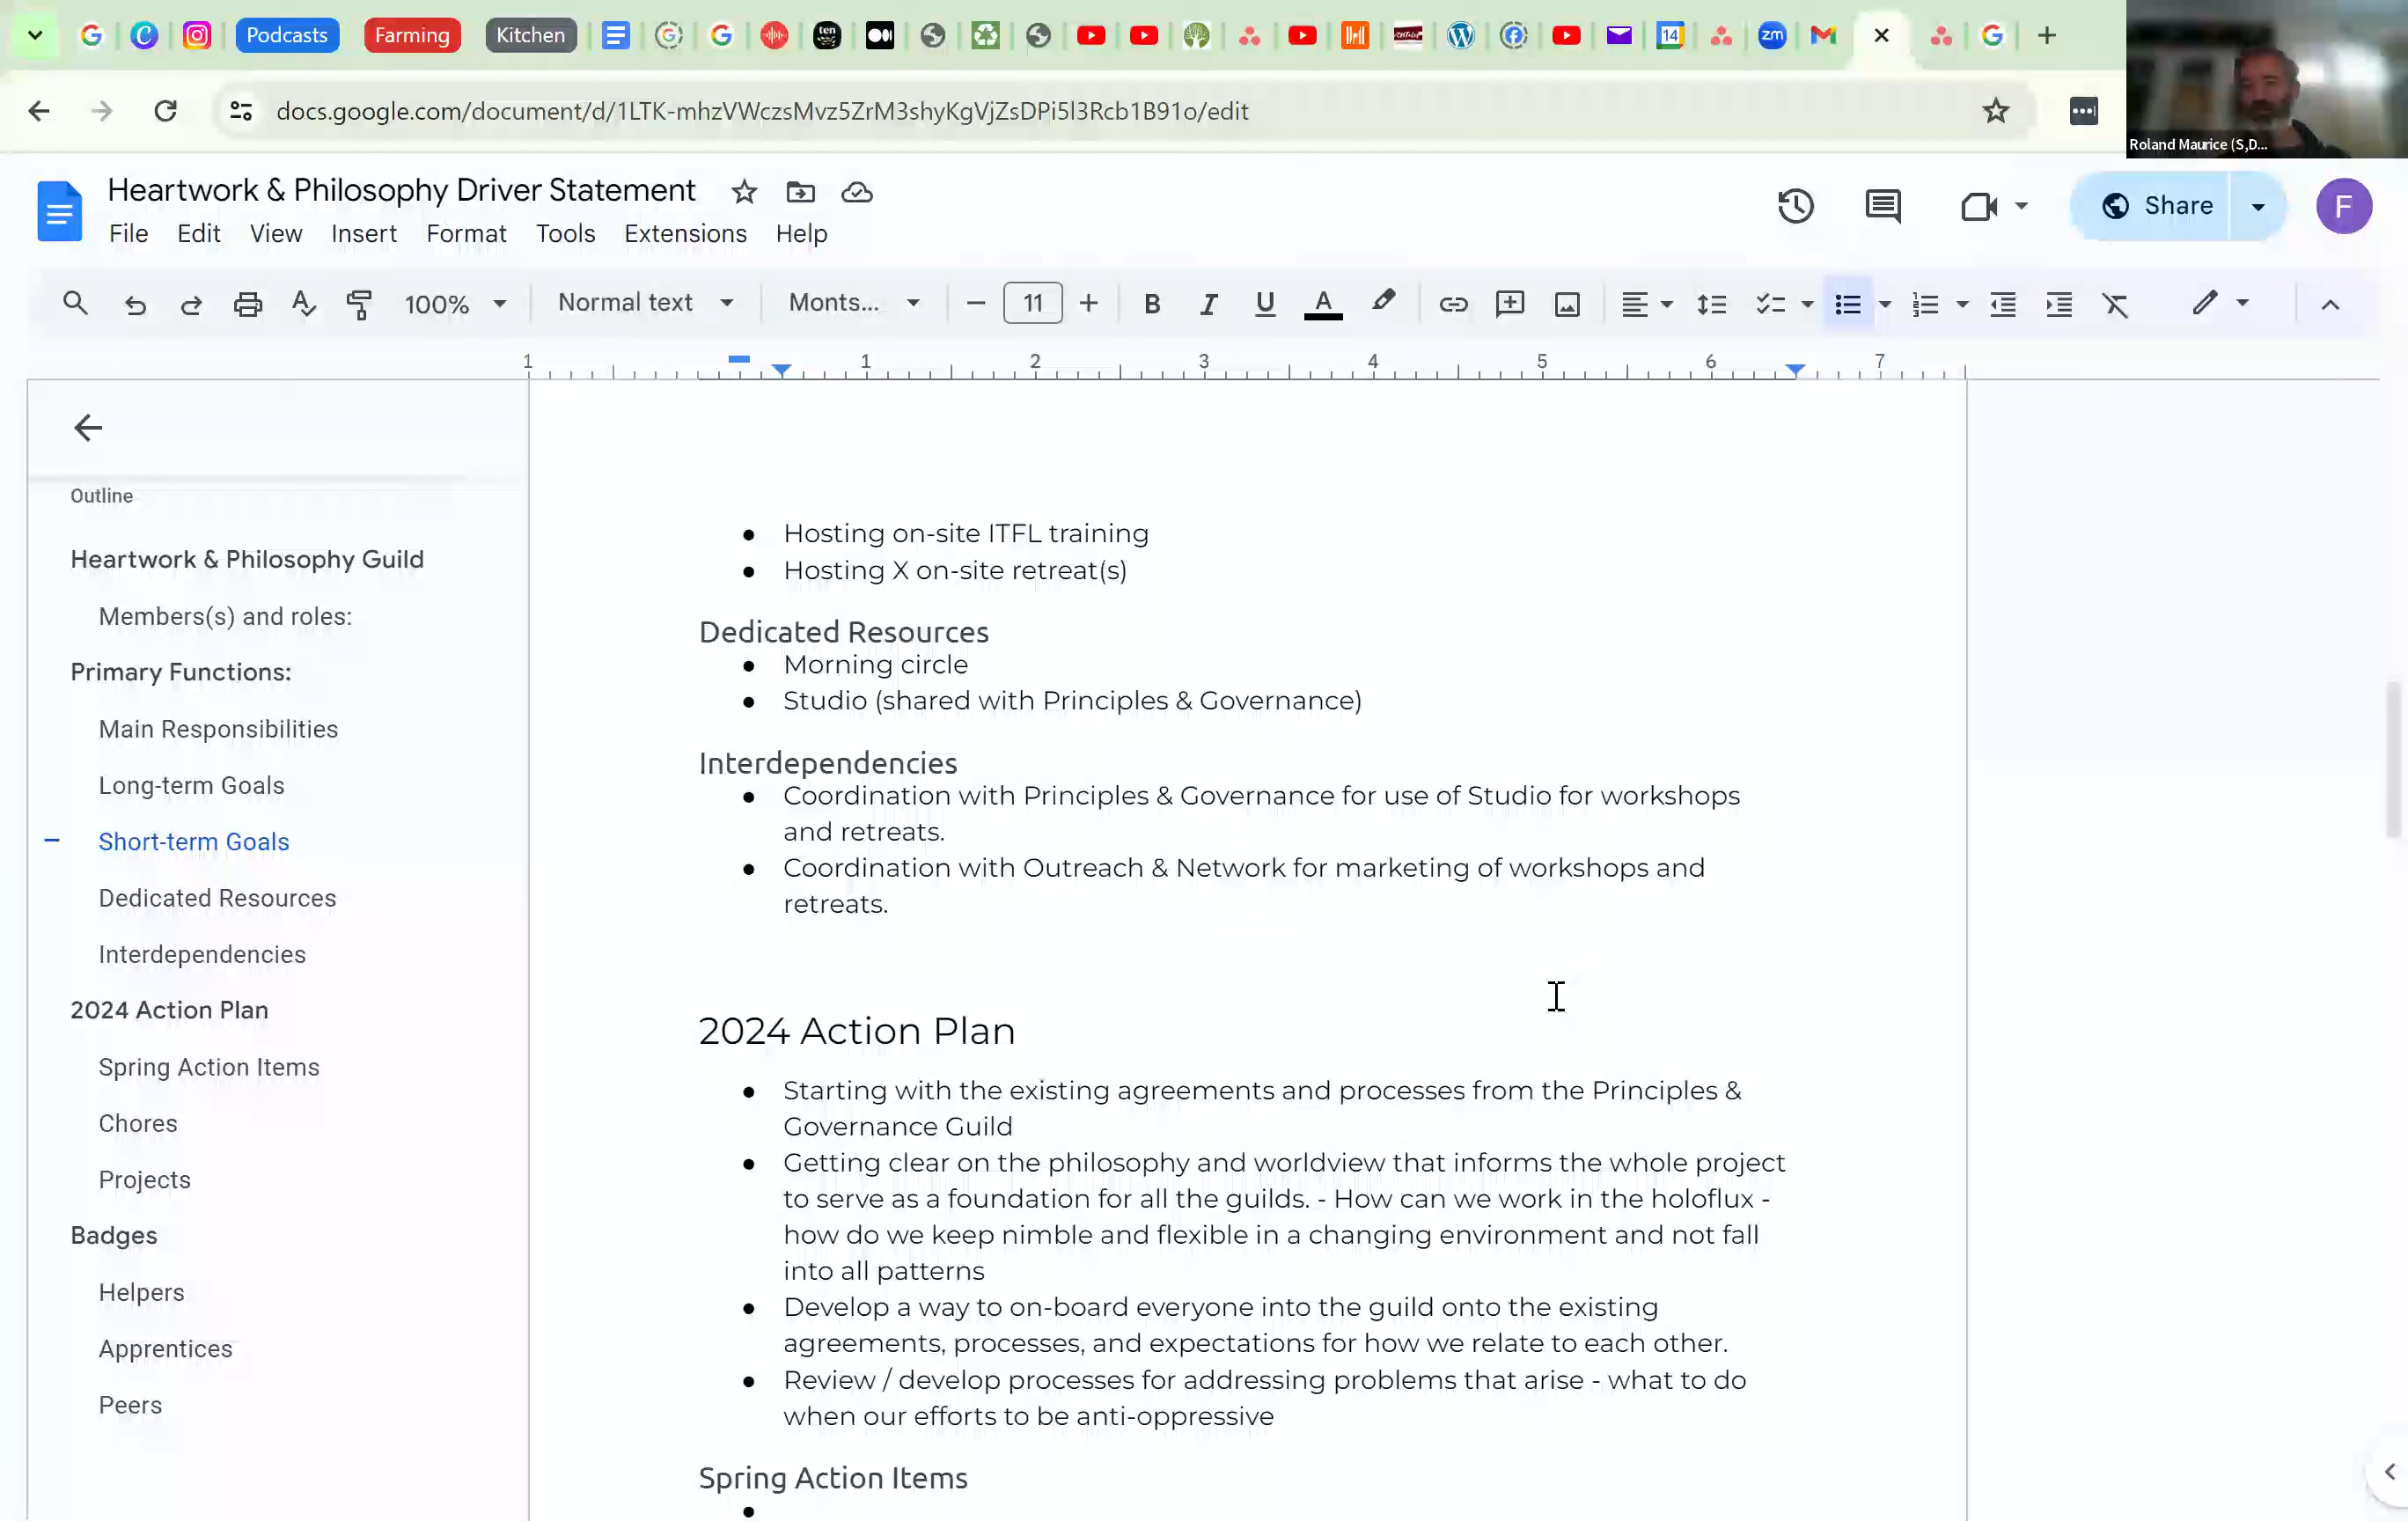 Podcasts Farming Kitchen
docs.google.com/document/d/1LTK-mhzVWczsMvz5ZrM3shyKgVjZsDPi5l3Rcb1B91o/edit
Roland Maurice (S,D...
Heartwork & Philosophy Driver Statement
File Edit View Insert Format Tools Extensions Help
Share
F
100% Normal text Monts... 11
1 1 2 3 4 5 6 7
Outline
Heartwork & Philosophy Guild
Members(s) and roles:
Primary Functions:
Main Responsibilities
Long-term Goals
Short-term Goals
Dedicated Resources
Interdependencies
2024 Action Plan
Spring Action Items
Chores
Projects
Badges
Helpers
Apprentices
Peers
● Hosting on-site ITFL training
● Hosting X on-site retreat(s)
Dedicated Resources
● Morning circle
● Studio (shared with Principles & Governance)
Interdependencies
● Coordination with Principles & Governance for use of Studio for workshops
and retreats.
● Coordination with Outreach & Network for marketing of workshops and
retreats.
2024 Action Plan
● Starting with the existing agreements and processes from the Principles &
Governance Guild
● Getting clear on the philosophy and worldview that informs the whole project
to serve as a foundation for all the guilds. - How can we work in the holoflux -
how do we keep nimble and flexible in a changing environment and not fall
into all patterns
● Develop a way to on-board everyone into the guild onto the existing
agreements, processes, and expectations for how we relate to each other.
● Review / develop processes for addressing problems that arise - what to do
when our efforts to be anti-oppressive
Spring Action Items
●